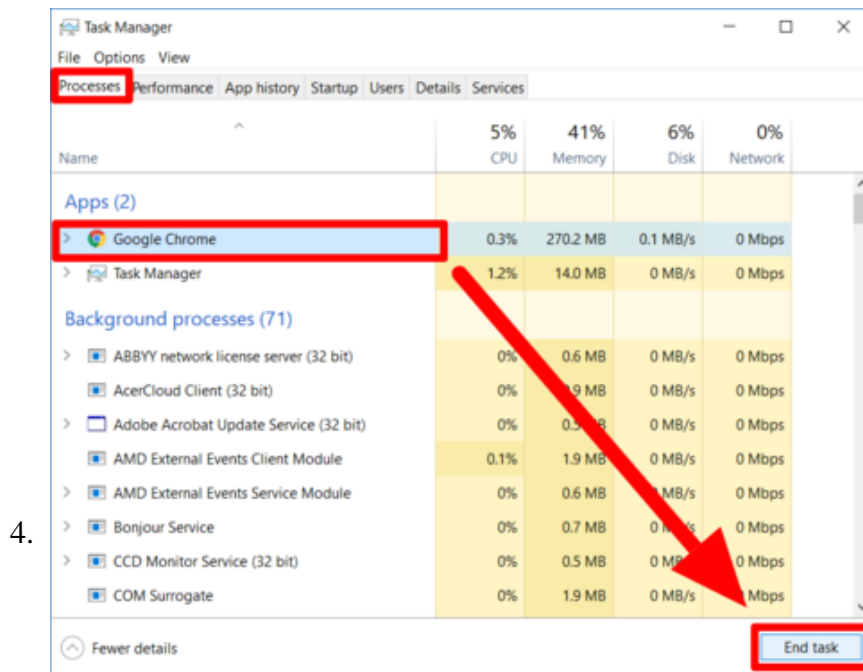 Task Manager
File Options View
Processes Performance App history Startup Users Details Services
5% 41% 6% 0%
Name CPU Memory Disk Network
Apps (2)
Google Chrome 0.3% 270.2 MB 0.1 MB/s 0 Mbps
Task Manager 1.2% 14.0 MB 0 MB/s 0 Mbps
Background processes (71)
ABBYY network license server (32 bit) 0% 0.6 MB 0 MB/s 0 Mbps
AcerCloud Client (32 bit) 0% MB 0 MB/s 0 Mbps
Adobe Acrobat Update Service (32 bit) 0% 0 MB/s 0 Mbps
AMD External Events Client Module 0.1% 1.9 MB 0 MB/s 0 Mbps
AMD External Events Service Module 0% 0.6 MB MB/s 0 Mbps
4. Bonjour Service 0% 0.7 MB 0 Mbps
CCD Monitor Service (32 bit) 0% 0.5 MB 0 0 Mbps
COM Surrogate 0% 1.9 MB 0 MB/s Mbps
Fewer details End task